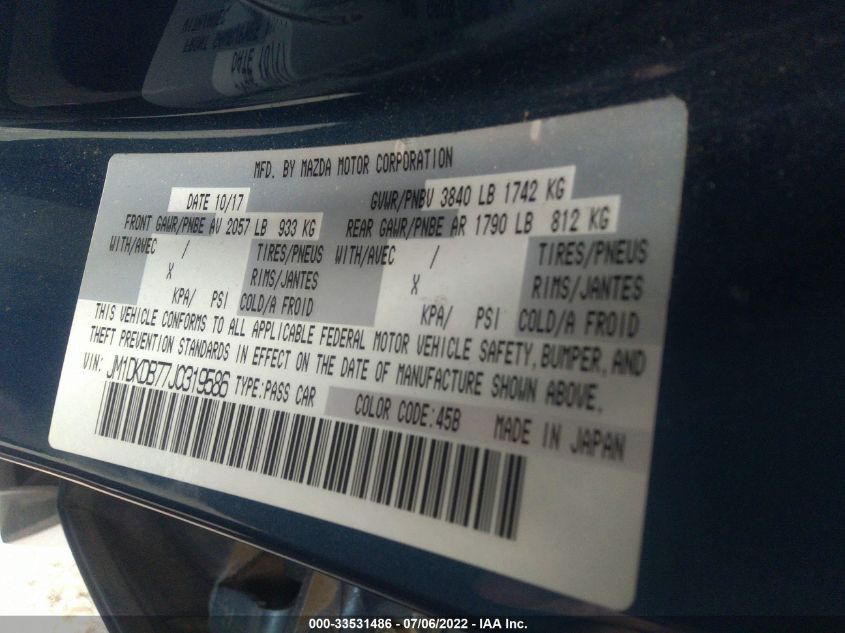 MFD. BY MAZDA MOTOR CORPORATION
DATE 10/17 GVWR/PNBV 3840 LB 1742 KG
FRONT GAWR/PNBE AV 2057 LB 933 KG REAR GAWR/PNBE AR 1790 LB 812 KG
WITH/AVEC / TIRES/PNEUS WITH/AVEC / TIRES/PNEUS
X RIMS/JANTES X RIMS/JANTES
KPA/ PSI COLD/A FROID KPA/ PSI COLD/A FROID
THIS VEHICLE CONFORMS TO ALL APPLICABLE FEDERAL MOTOR VEHICLE SAFETY, BUMPER, AND
THEFT PREVENTION STANDARDS IN EFFECT ON THE DATE OF MANUFACTURE SHOWN ABOVE.
VIN: JM1DKDB77J0319586 TYPE:PASS CAR COLOR CODE:45B MADE IN JAPAN
000-33531486 - 07/06/2022 - IAA Inc.